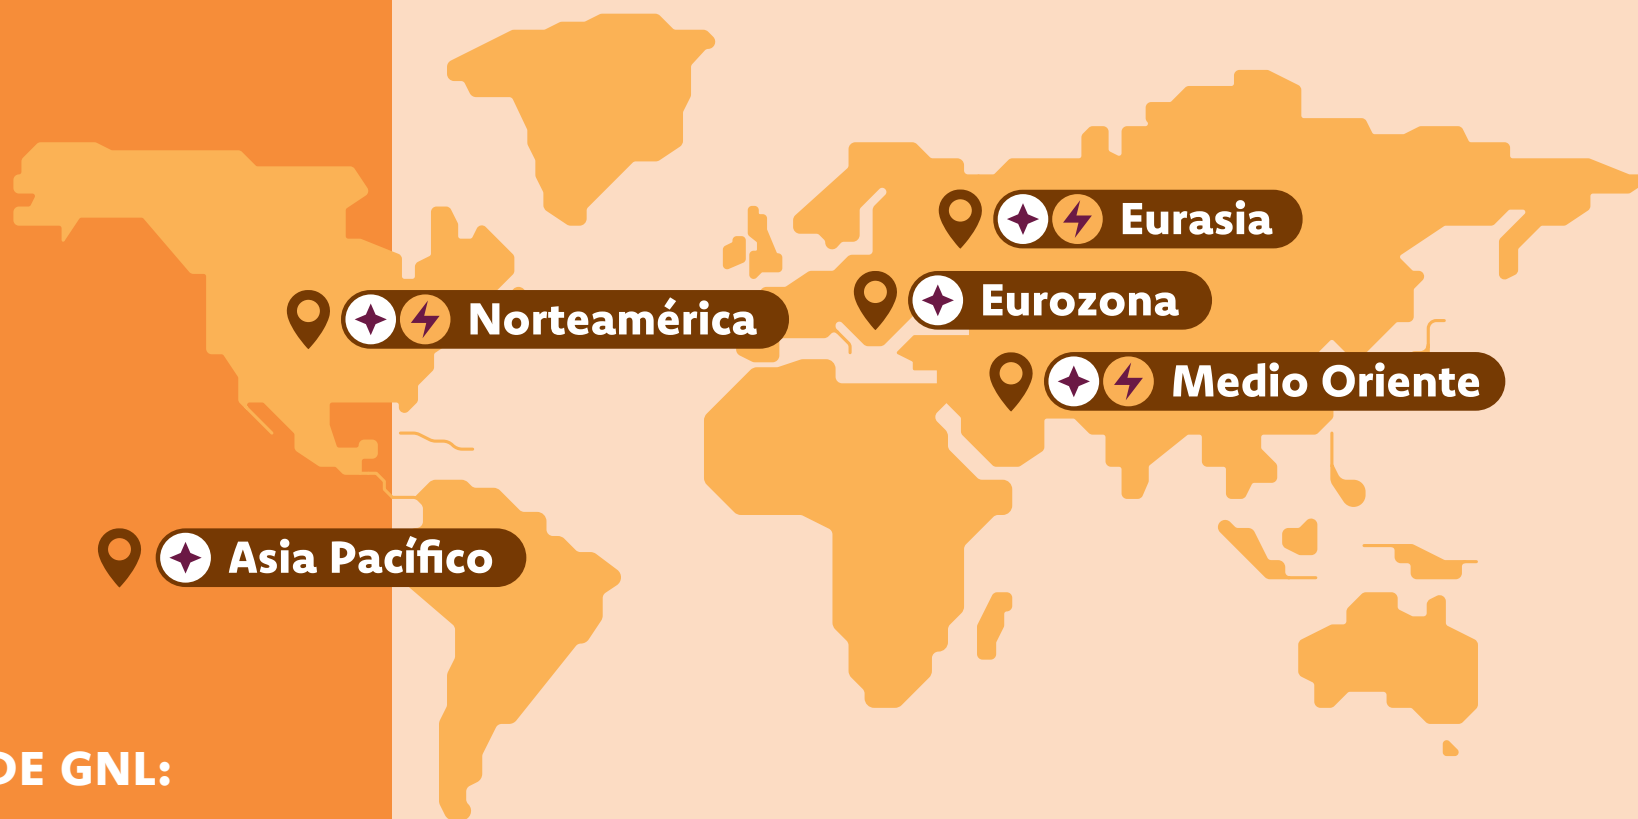 Eurasia
Eurozona
Norteamérica
Medio Oriente
Asia Pacífico
DE GNL: